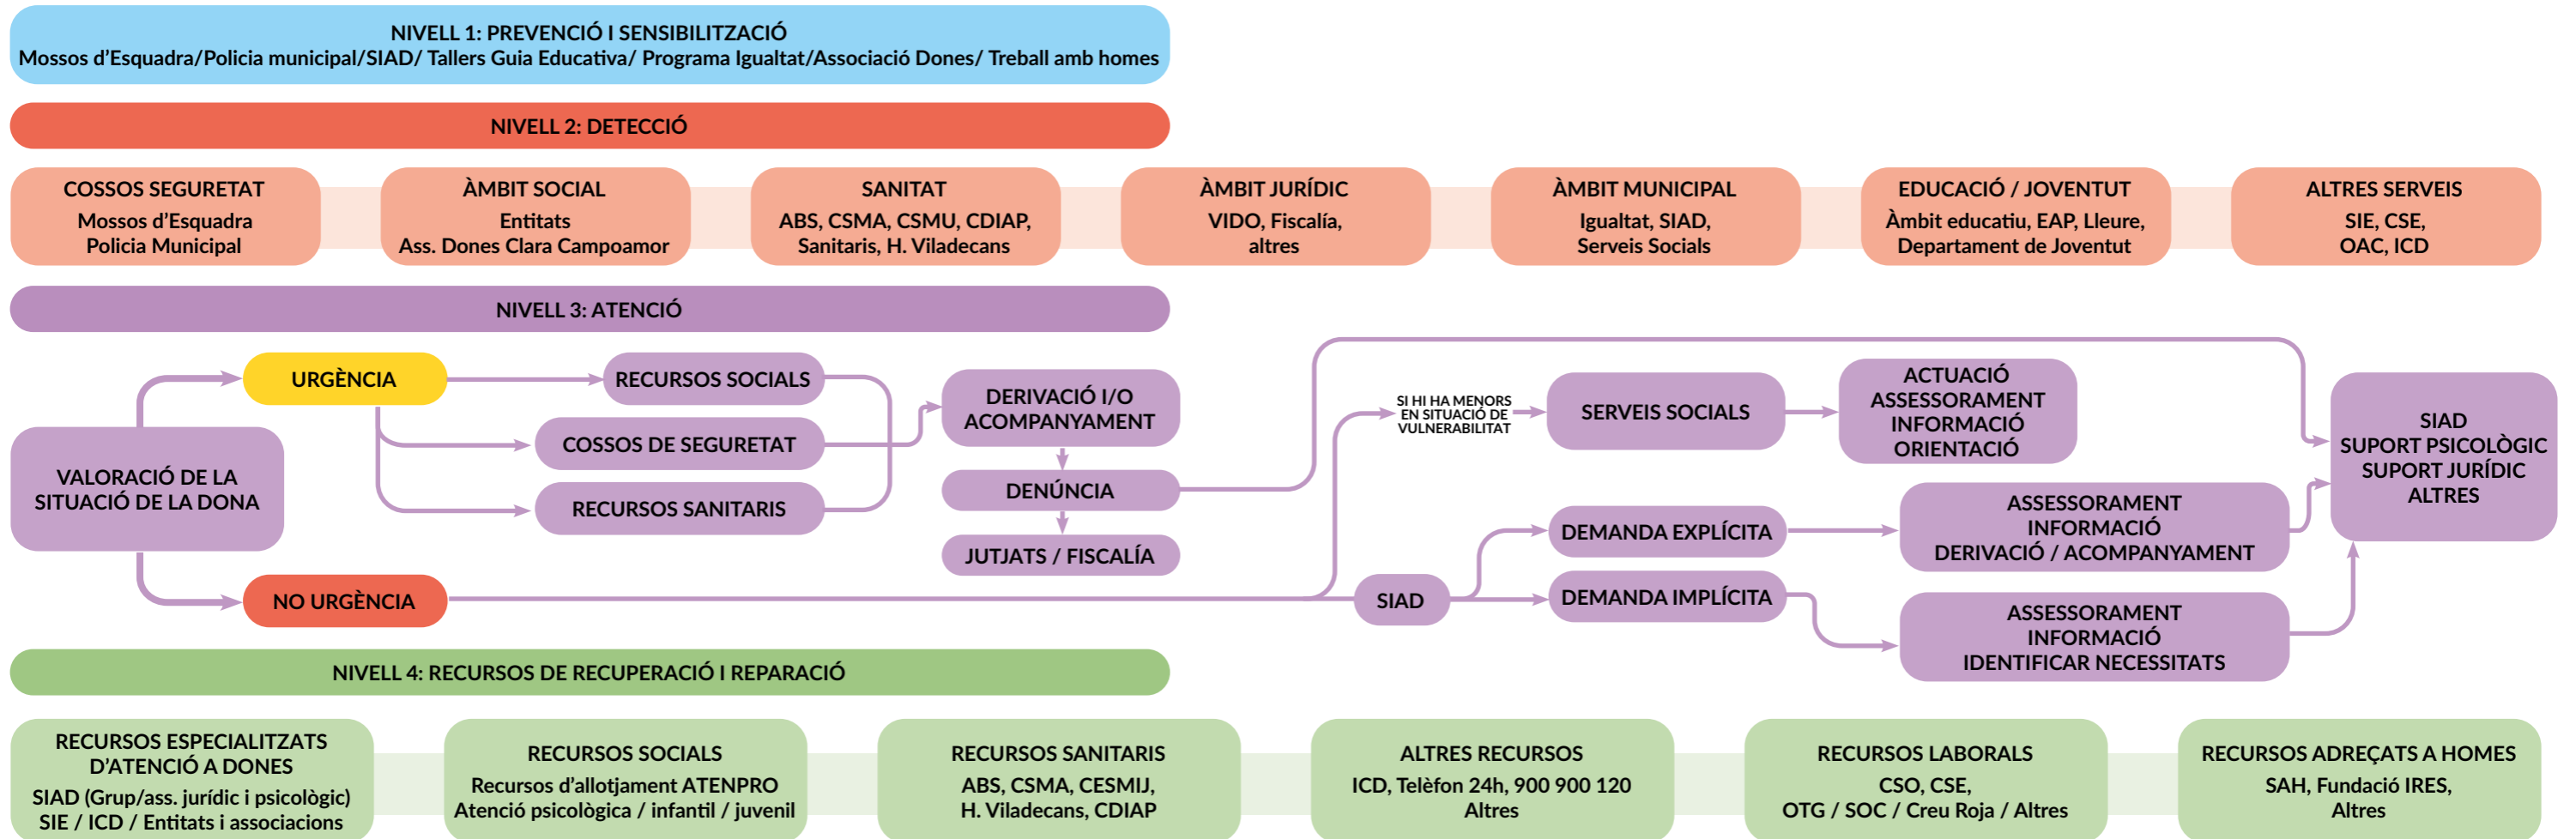 NIVELL 1: PREVENCIÓ I SENSIBILITZACIÓ
Mossos d'Esquadra/Policia municipal/SIAD/ Tallers Guia Educativa/ Programa Igualtat/Associació Dones/ Treball amb homes
NIVELL 2: DETECCIÓ
COSSOS SEGURETAT
Mossos d'Esquadra
Policia Municipal
ÀMBIT SOCIAL
Entitats
Ass. Dones Clara Campoamor
SANITAT
ABS, CSMA, CSMU, CDIAP,
Sanitaris, H. Viladecans
ÀMBIT JURÍDIC
VIDO, Fiscalía,
altres
ÀMBIT MUNICIPAL
Igualtat, SIAD,
Serveis Socials
EDUCACIÓ / JOVENTUT
Àmbit educatiu, EAP, Lleure,
Departament de Joventut
ALTRES SERVEIS
SIE, CSE,
OAC, ICD
NIVELL 3: ATENCIÓ
VALORACIÓ DE LA
SITUACIÓ DE LA DONA
URGÈNCIA
RECURSOS SOCIALS
COSSOS DE SEGURETAT
RECURSOS SANITARIS
DERIVACIÓ I/O
ACOMPANYAMENT
DENÚNCIA
JUTJATS / FISCALÍA
NO URGÈNCIA
SI HI HA MENORS
EN SITUACIÓ DE
VULNERABILITAT
SERVEIS SOCIALS
ACTUACIÓ
ASSESSORAMENT
INFORMACIÓ
ORIENTACIÓ
SIAD
DEMANDA EXPLÍCITA
ASSESSORAMENT
INFORMACIÓ
DERIVACIÓ / ACOMPANYAMENT
DEMANDA IMPLÍCITA
ASSESSORAMENT
INFORMACIÓ
IDENTIFICAR NECESSITATS
SIAD
SUPORT PSICOLÒGIC
SUPORT JURÍDIC
ALTRES
NIVELL 4: RECURSOS DE RECUPERACIÓ I REPARACIÓ
RECURSOS ESPECIALITZATS
D'ATENCIÓ A DONES
SIAD (Grup/ass. jurídic i psicològic)
SIE / ICD / Entitats i associacions
RECURSOS SOCIALS
Recursos d'allotjament ATENPRO
Atenció psicològica / infantil / juvenil
RECURSOS SANITARIS
ABS, CSMA, CESMIJ,
H. Viladecans, CDIAP
ALTRES RECURSOS
ICD, Telèfon 24h, 900 900 120
Altres
RECURSOS LABORALS
CSO, CSE,
OTG / SOC / Creu Roja / Altres
RECURSOS ADREÇATS A HOMES
SAH, Fundació IRES,
Altres